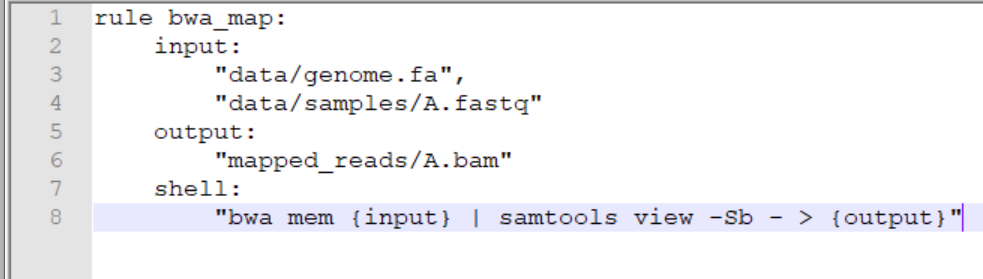 1 rule bwa_map:
2     input:
3         "data/genome.fa",
4         "data/samples/A.fastq"
5     output:
6         "mapped_reads/A.bam"
7     shell:
8         "bwa mem {input} | samtools view -Sb - > {output}"